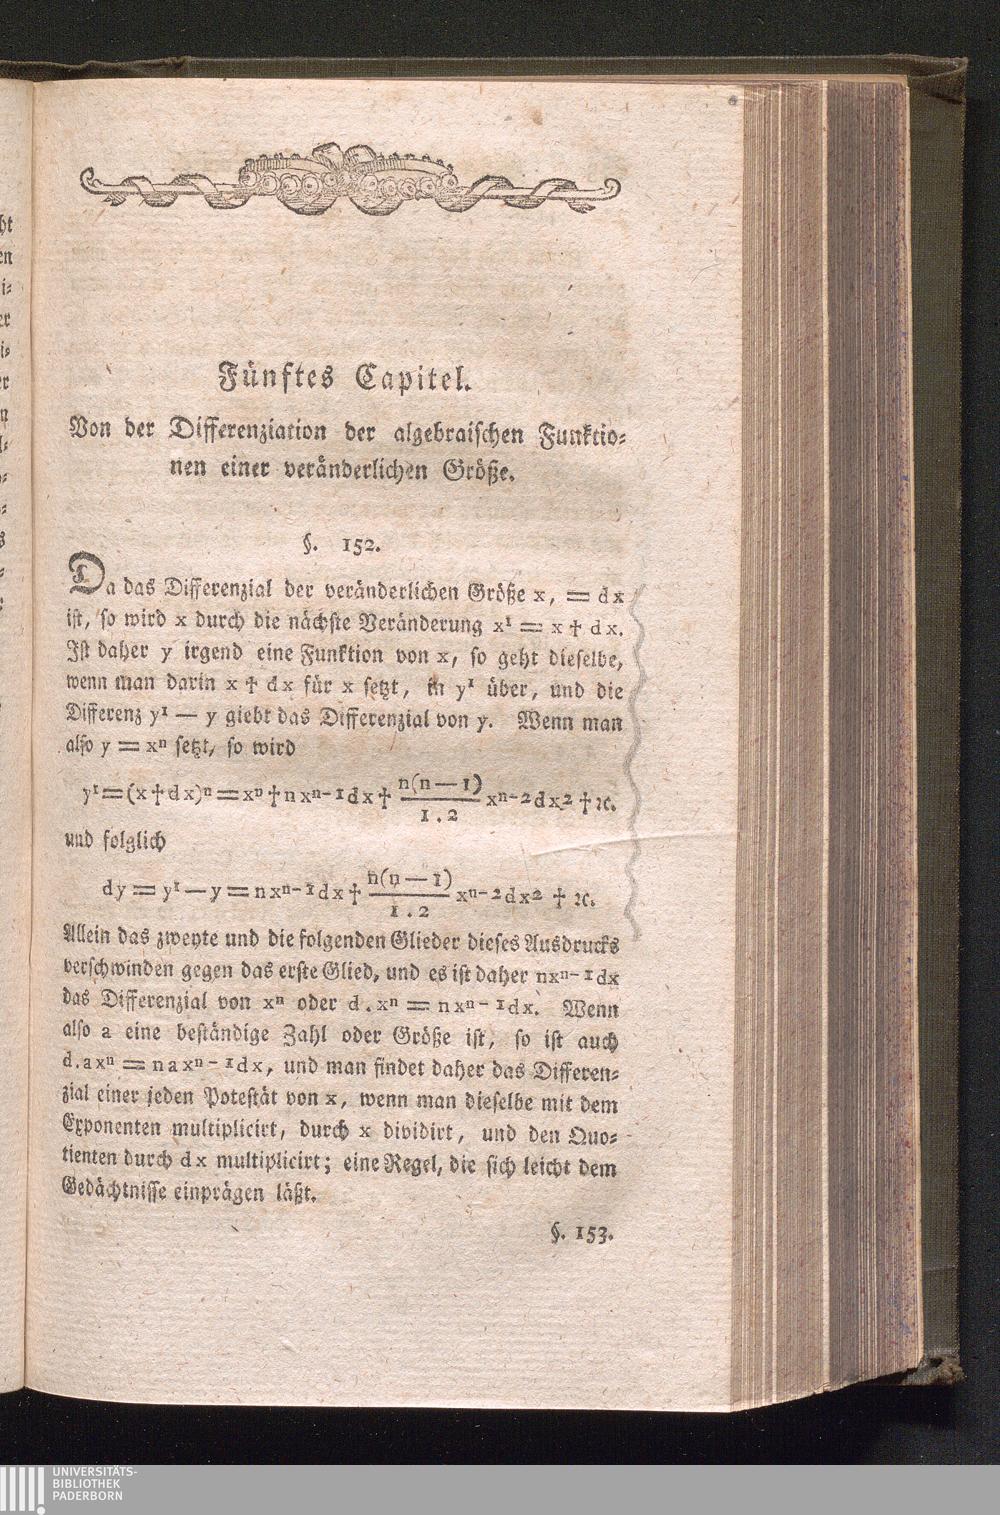 Fünftes Capitel.
Von der Differenziation der algebraischen Funktio⸗
nen einer veränderlichen Größe.
§. 152.
Da das Differenzial der veränderlichen Größe x, = dx
ist, so wird x durch die nächste Veränderung xᴵ = x † dx.
Ist daher y irgend eine Funktion von x, so geht dieselbe,
wenn man darin x † dx für x setzt, in yᴵ über, und die
Differenz yᴵ — y giebt das Differenzial von y. Wenn man
also y = xⁿ setzt, so wird
yᴵ = (x † dx)ⁿ = xⁿ † nxⁿ⁻¹dx † n(n—1)/1.2 xⁿ⁻²dx² † ꝛc.
und folglich
dy = yᴵ — y = nxⁿ⁻¹dx † n(n—1)/1.2 xⁿ⁻²dx² † ꝛc.
Allein das zweyte und die folgenden Glieder dieses Ausdrucks
verschwinden gegen das erste Glied, und es ist daher nxⁿ⁻¹dx
das Differenzial von xⁿ oder d.xⁿ = nxⁿ⁻¹dx. Wenn
also a eine beständige Zahl oder Größe ist, so ist auch
d.axⁿ = naxⁿ⁻¹dx, und man findet daher das Differen⸗
zial einer jeden Potestät von x, wenn man dieselbe mit dem
Exponenten multiplicirt, durch x dividirt, und den Quo⸗
tienten durch dx multiplicirt; eine Regel, die sich leicht dem
Gedächtnisse einprägen läßt.
§. 153.
UNIVERSITÄTS-
BIBLIOTHEK
PADERBORN